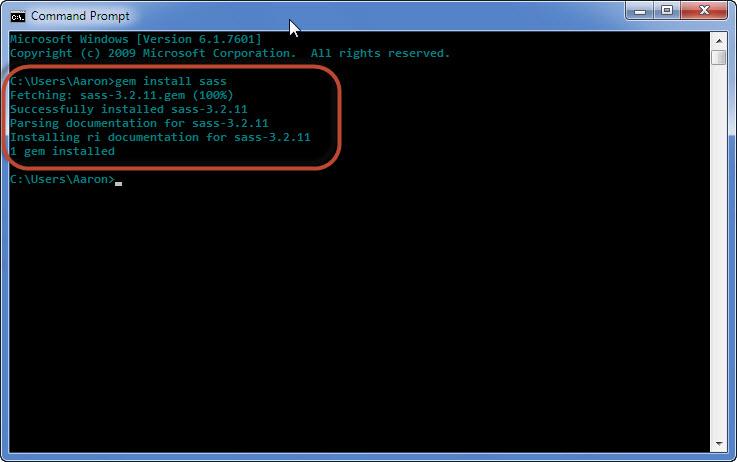 Command Prompt
Microsoft Windows [Version 6.1.7601]
Copyright (c) 2009 Microsoft Corporation.  All rights reserved.
C:\Users\Aaron>gem install sass
Fetching: sass-3.2.11.gem (100%)
Successfully installed sass-3.2.11
Parsing documentation for sass-3.2.11
Installing ri documentation for sass-3.2.11
1 gem installed
C:\Users\Aaron>